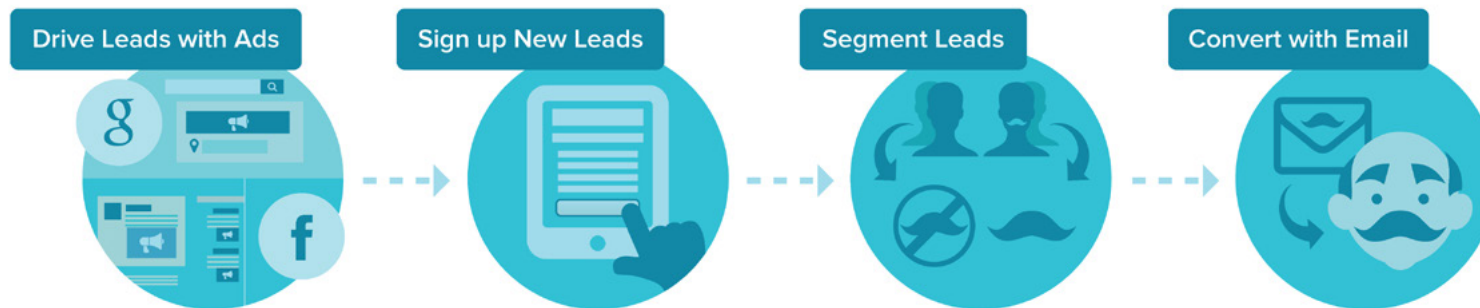 Drive Leads with Ads
Sign up New Leads
Segment Leads
Convert with Email
g
f